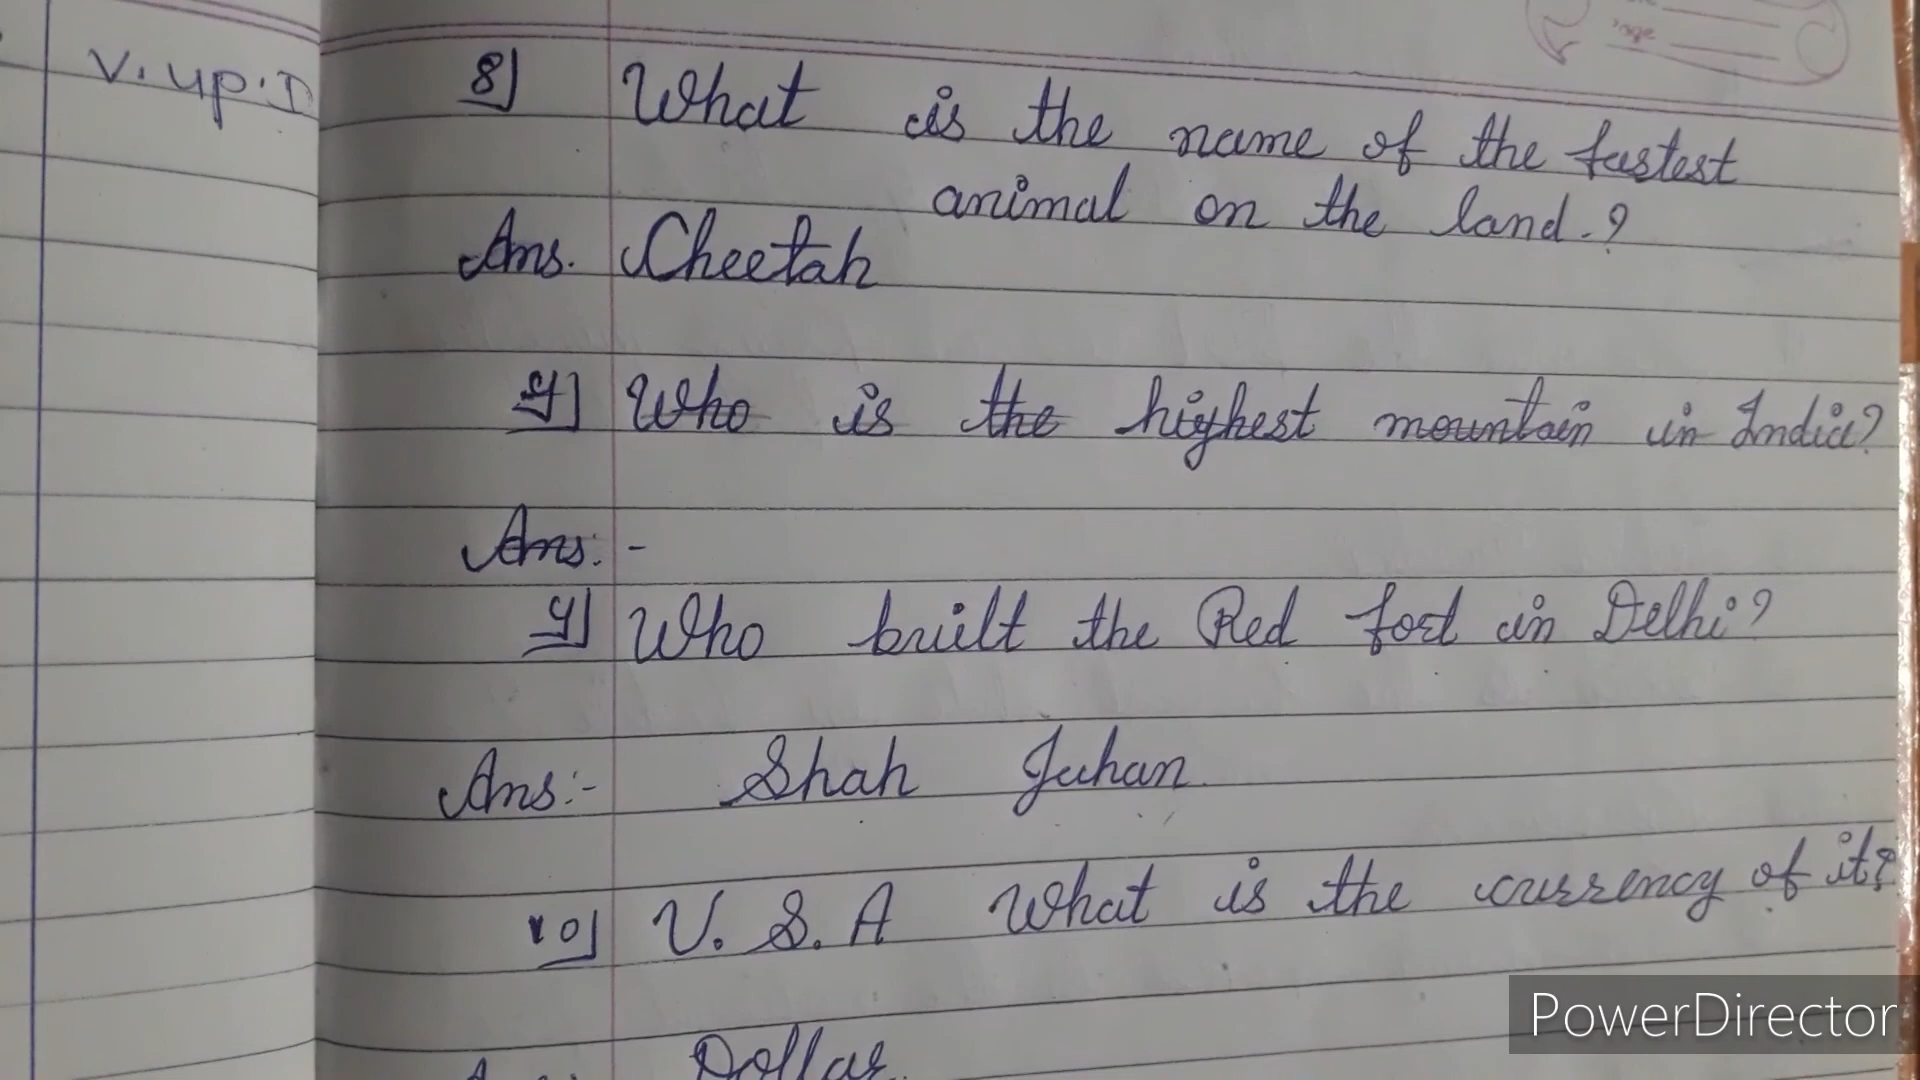 V. up. D
8] What is the name of the fastest
animal on the land.?
Ans. Cheetah
9] Who is the highest mountain in India?
Ans:-
9] Who built the Red fort in Delhi?
Ans:- Shah Jahan
10] U. S. A What is the currency of it?
Dollar
PowerDirector